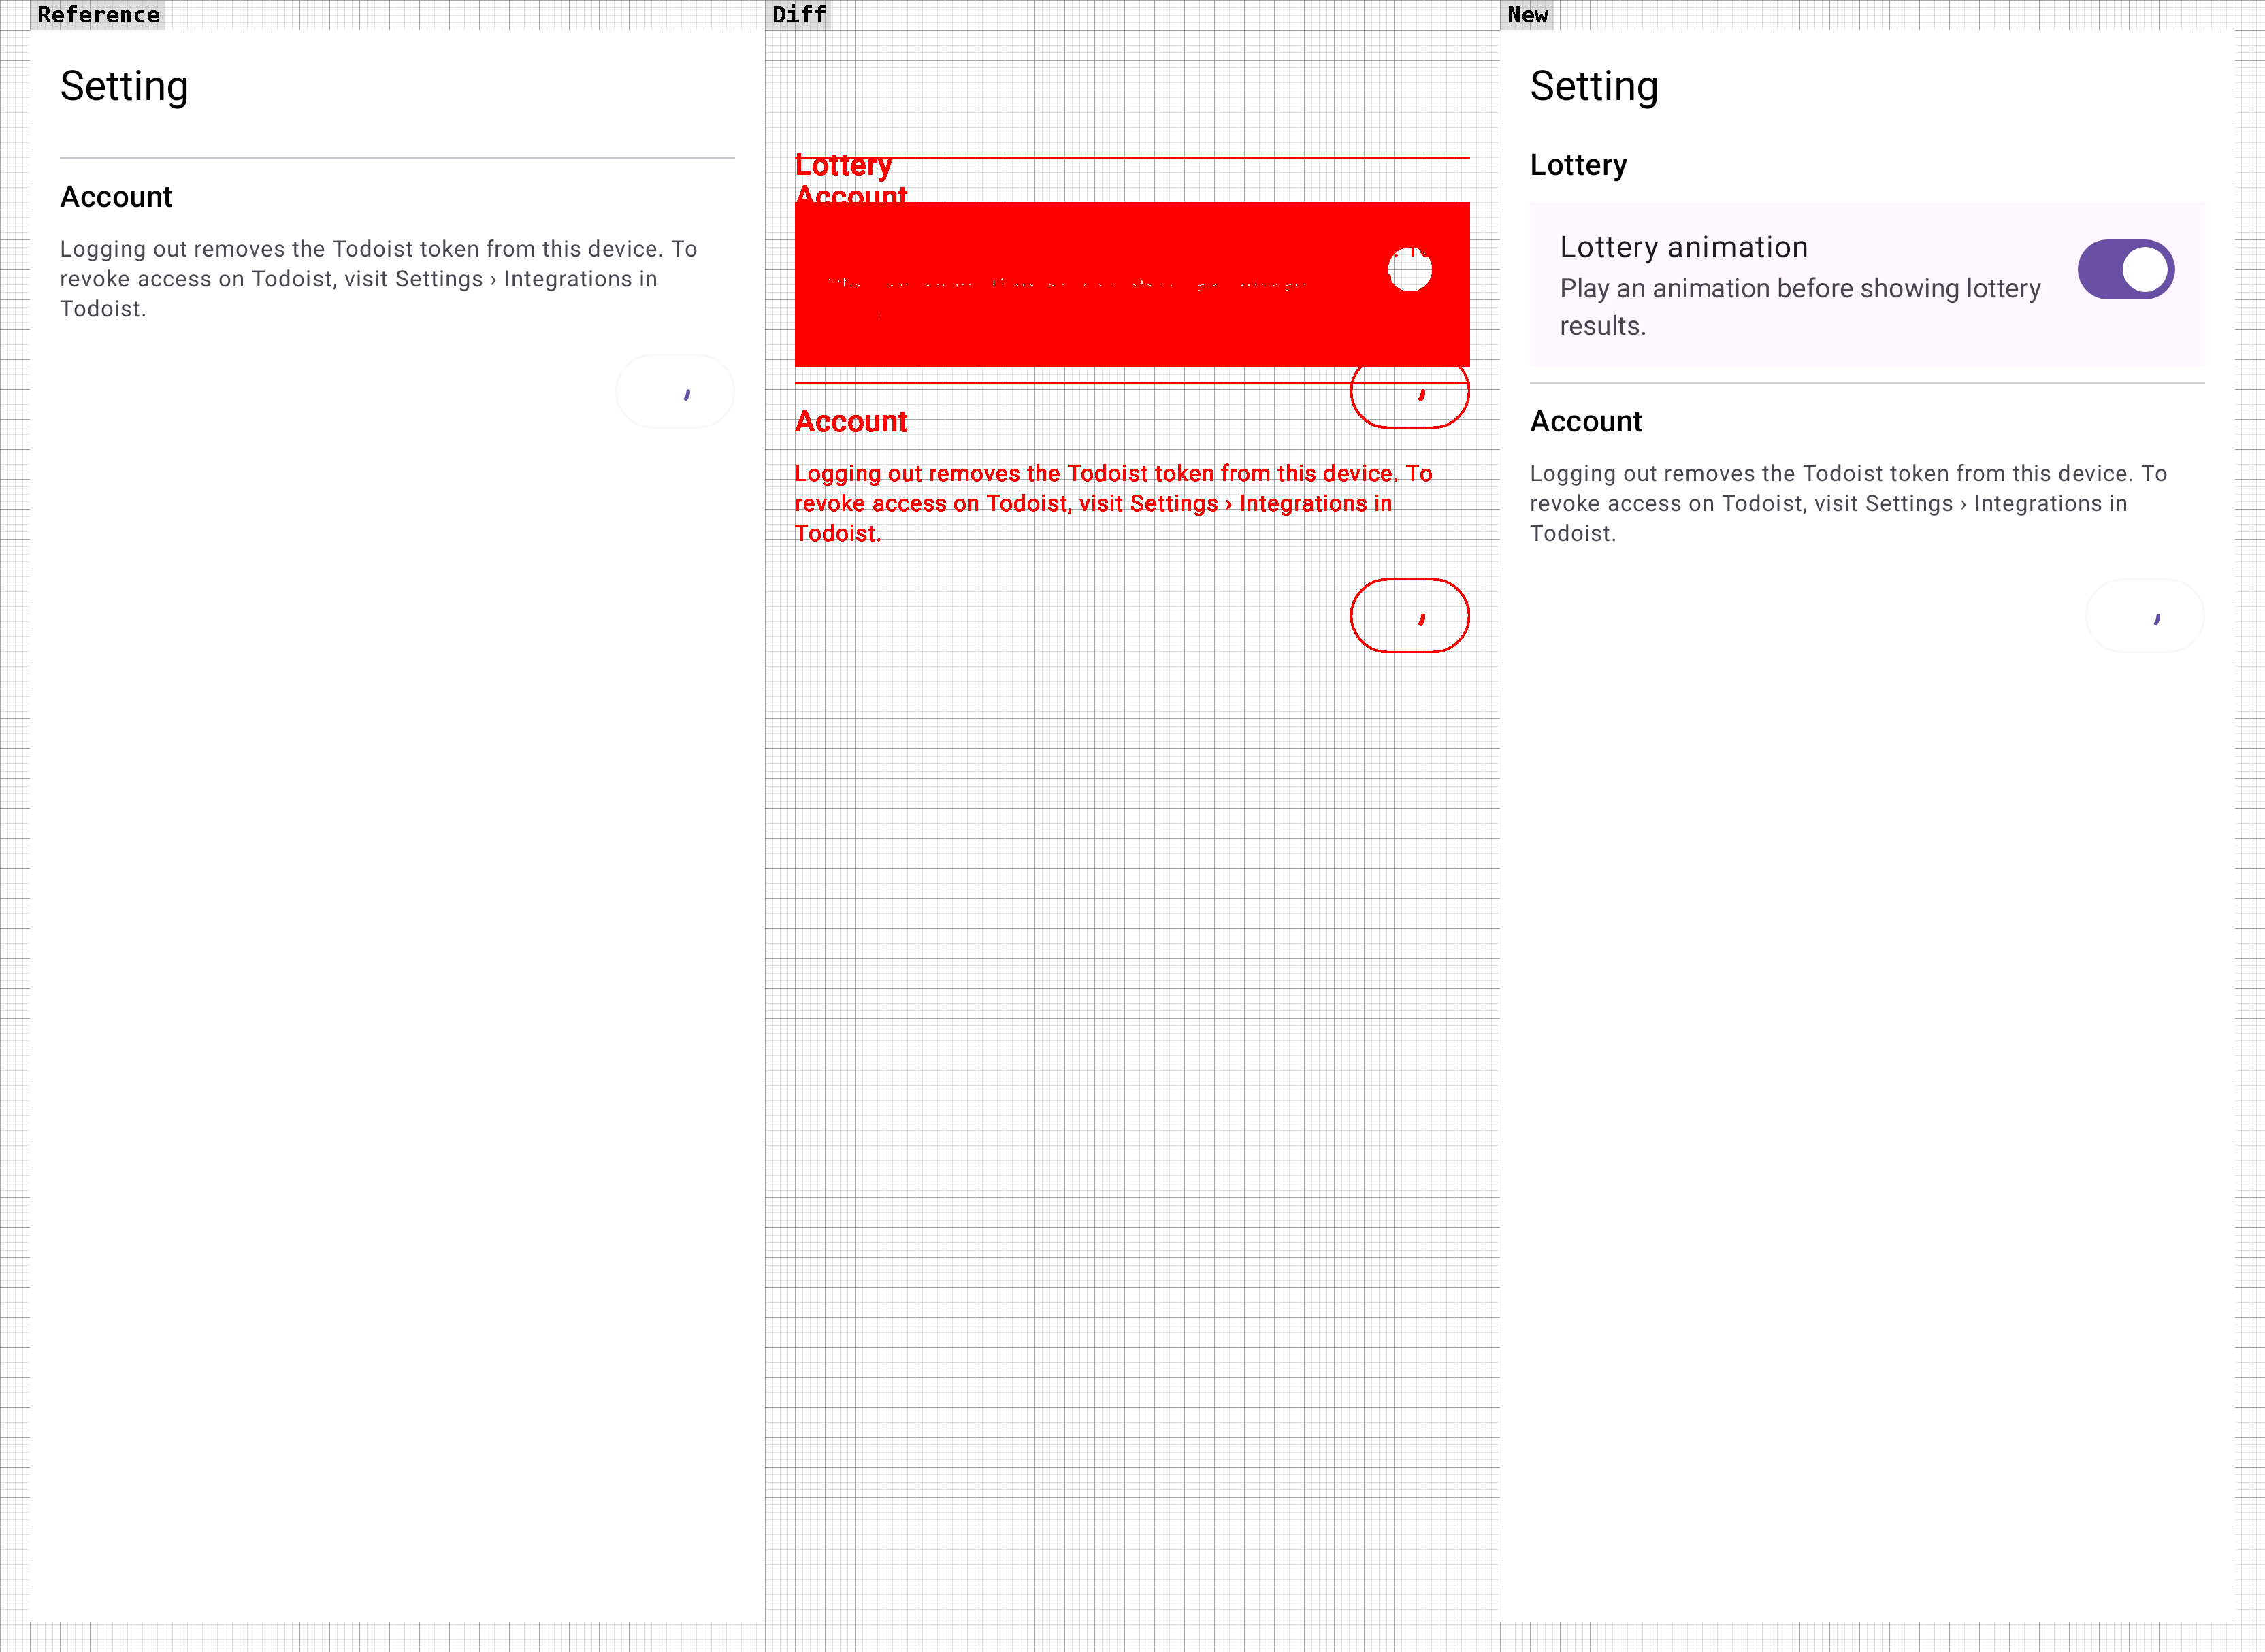 Reference
Setting
Account
Logging out removes the Todoist token from this device. To
revoke access on Todoist, visit Settings › Integrations in
Todoist.
Diff
Lottery
Account
Account
Logging out removes the Todoist token from this device. To
revoke access on Todoist, visit Settings › Integrations in
Todoist.
New
Setting
Lottery
Lottery animation
Play an animation before showing lottery
results.
Account
Logging out removes the Todoist token from this device. To
revoke access on Todoist, visit Settings › Integrations in
Todoist.